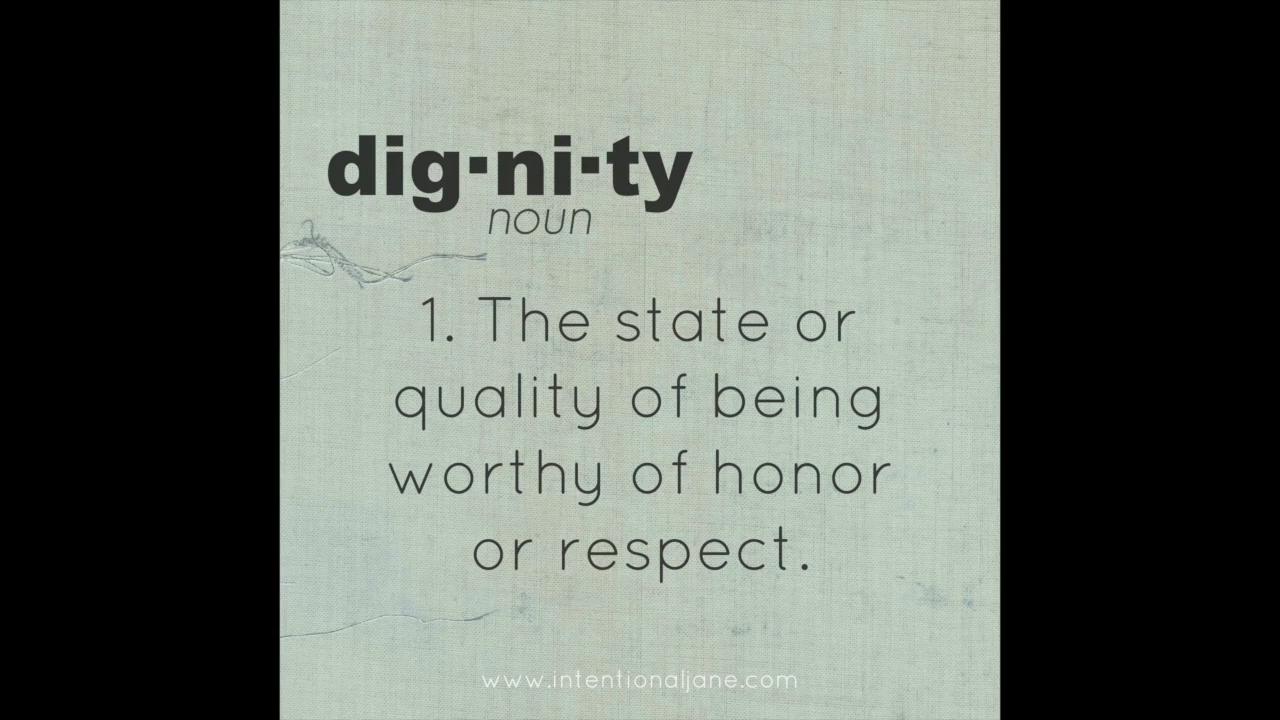 dig·ni·ty
noun
1. The state or
quality of being
worthy of honor
or respect.
www.intentionaljane.com